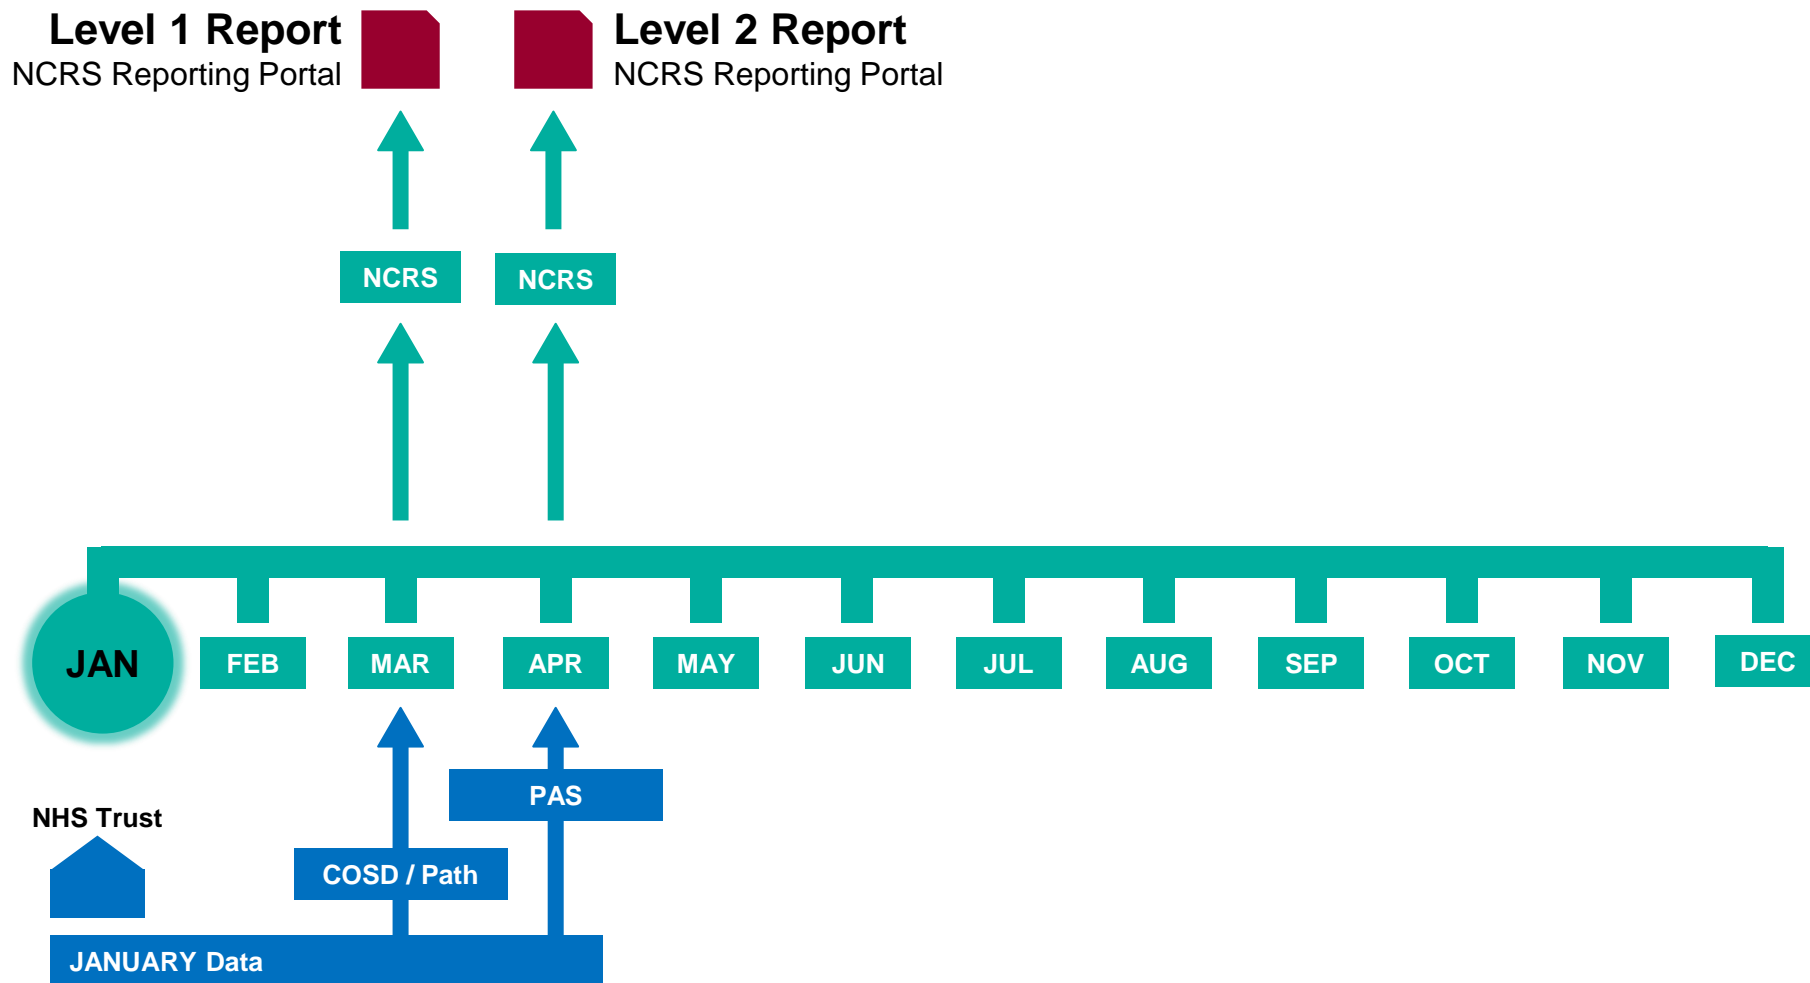 Level 1 Report
NCRS Reporting Portal
Level 2 Report
NCRS Reporting Portal
NCRS
NCRS
JAN
FEB
MAR
APR
MAY
JUN
JUL
AUG
SEP
OCT
NOV
DEC
PAS
NHS Trust
COSD / Path
JANUARY Data